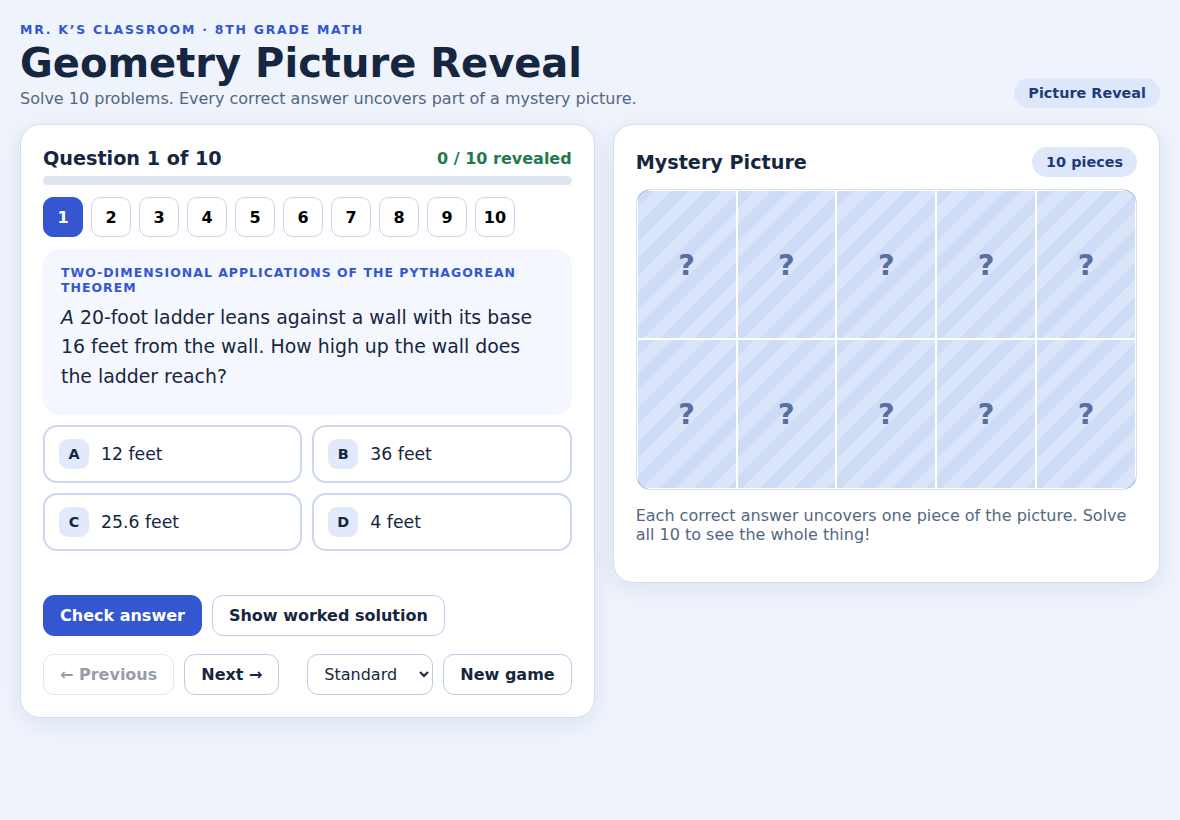 MR. K’S CLASSROOM · 8TH GRADE MATH
Geometry Picture Reveal
Solve 10 problems. Every correct answer uncovers part of a mystery picture.
Picture Reveal
Question 1 of 10
0 / 10 revealed
1 2 3 4 5 6 7 8 9 10
TWO-DIMENSIONAL APPLICATIONS OF THE PYTHAGOREAN
THEOREM
A 20-foot ladder leans against a wall with its base
16 feet from the wall. How high up the wall does
the ladder reach?
A 12 feet
B 36 feet
C 25.6 feet
D 4 feet
Check answer
Show worked solution
← Previous
Next →
Standard
New game
Mystery Picture
10 pieces
? ? ? ? ?
? ? ? ? ?
Each correct answer uncovers one piece of the picture. Solve
all 10 to see the whole thing!